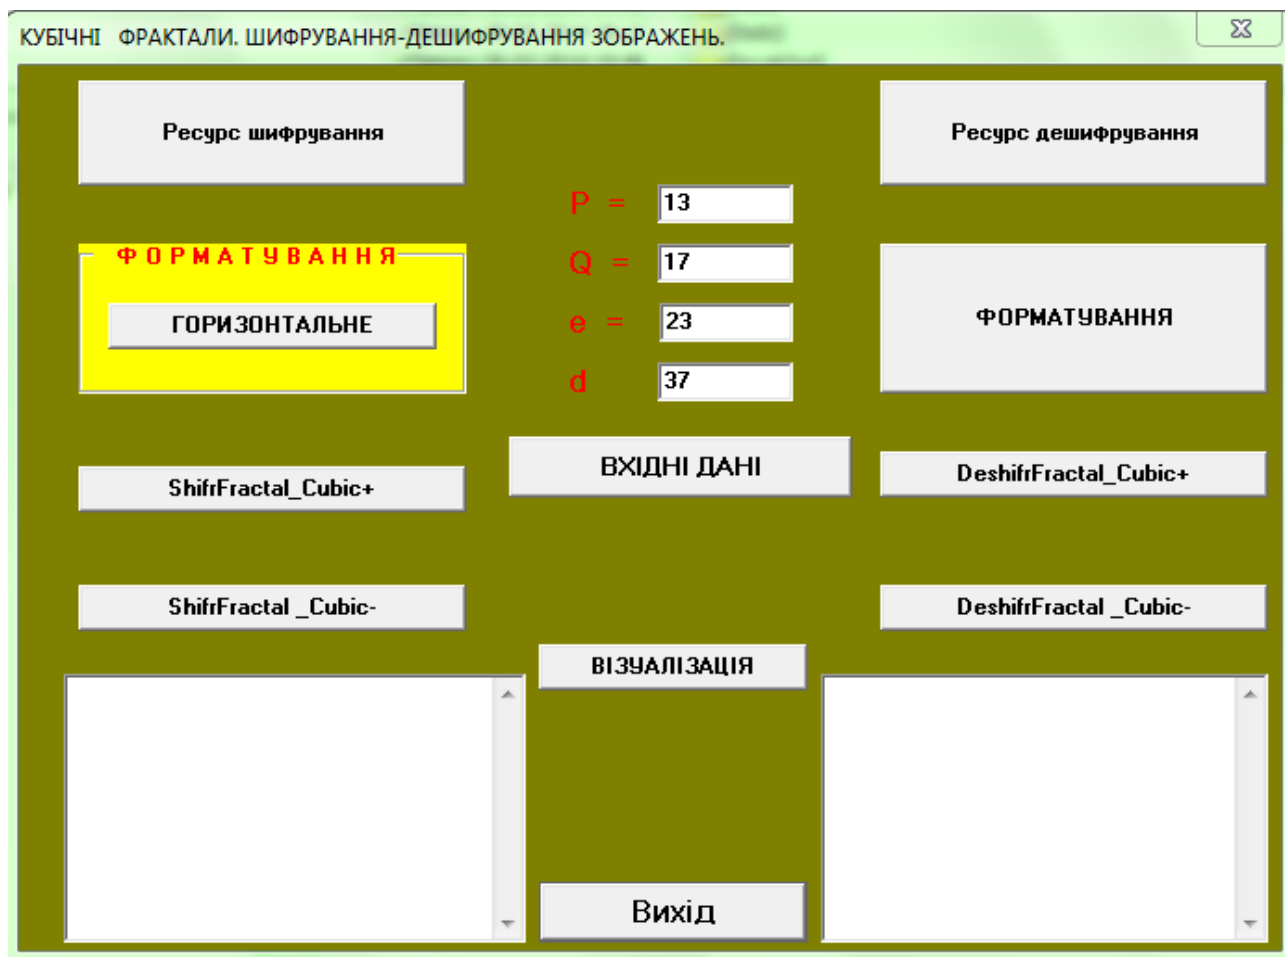 КУБІЧНІ ФРАКТАЛИ. ШИФРУВАННЯ-ДЕШИФРУВАННЯ ЗОБРАЖЕНЬ.
Ресурс шифрування
Ресурс дешифрування
P = 13
ФОРМАТУВАННЯ
Q = 17
ГОРИЗОНТАЛЬНЕ
e = 23
ФОРМАТУВАННЯ
d 37
ВХІДНІ ДАНІ
ShifrFractal_Cubic+
DeshifrFractal_Cubic+
ShifrFractal _Cubic-
DeshifrFractal _Cubic-
ВІЗУАЛІЗАЦІЯ
Вихід